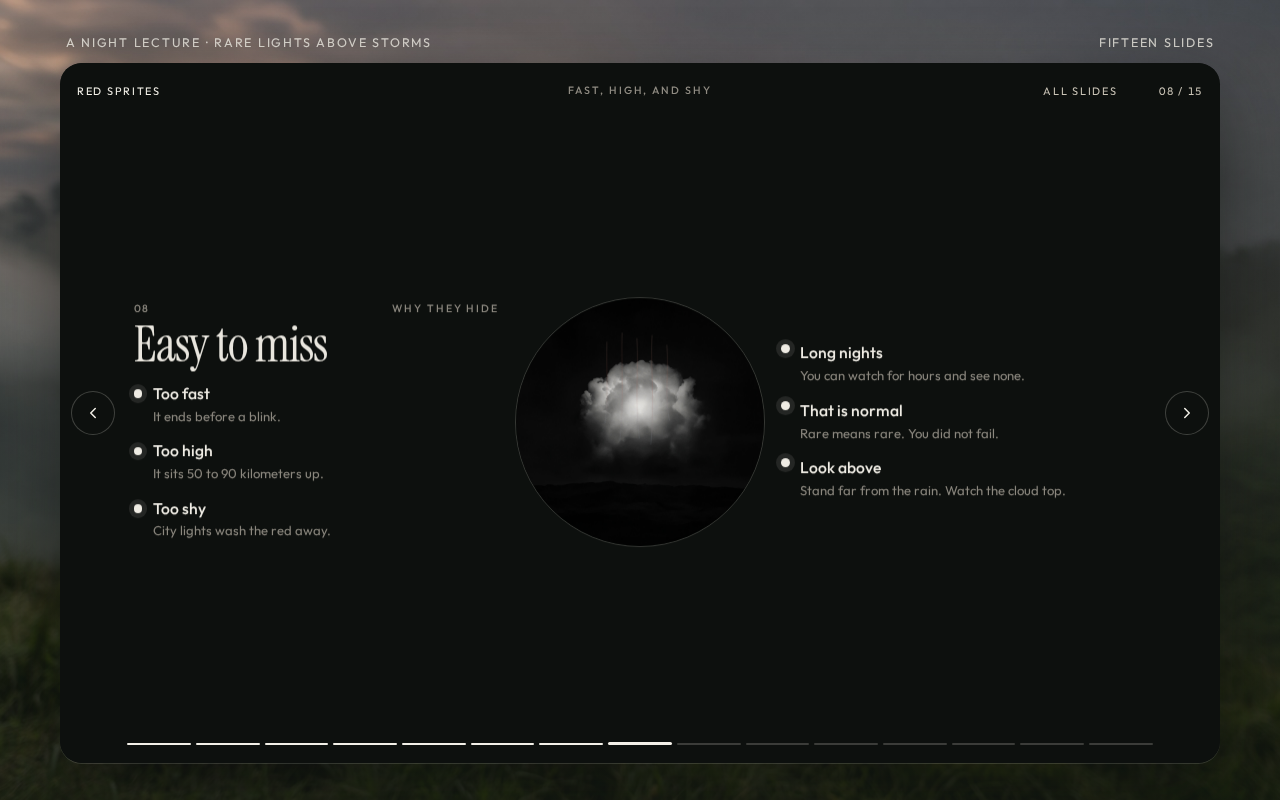 A NIGHT LECTURE · RARE LIGHTS ABOVE STORMS
FIFTEEN SLIDES
RED SPRITES
FAST, HIGH, AND SHY
ALL SLIDES
08 / 15
08
WHY THEY HIDE
Easy to miss
Too fast
It ends before a blink.
Too high
It sits 50 to 90 kilometers up.
Too shy
City lights wash the red away.
Long nights
You can watch for hours and see none.
That is normal
Rare means rare. You did not fail.
Look above
Stand far from the rain. Watch the cloud top.